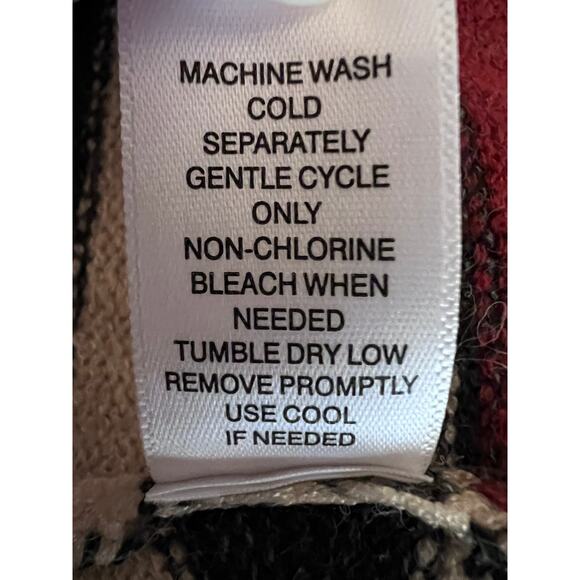 MACHINE WASH
COLD
SEPARATELY
GENTLE CYCLE
ONLY
NON-CHLORINE
BLEACH WHEN
NEEDED
TUMBLE DRY LOW
REMOVE PROMPTLY
USE COOL
IF NEEDED